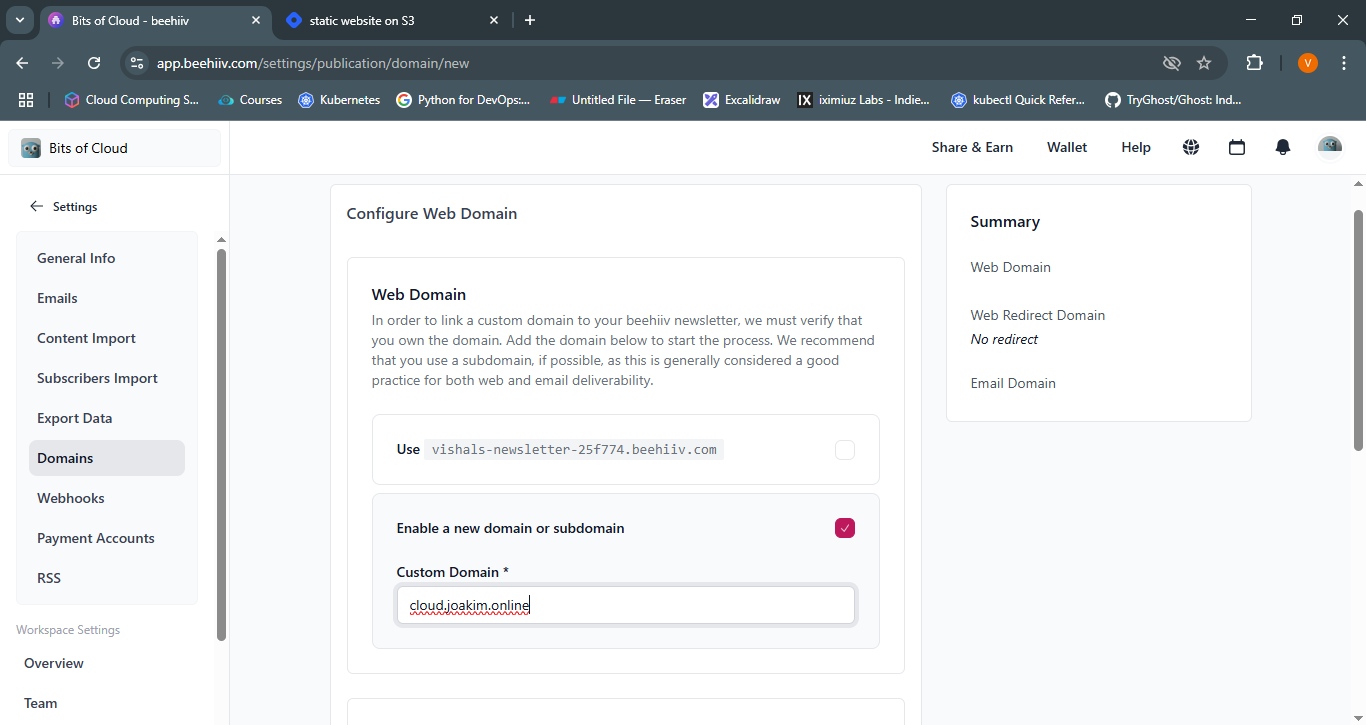 Bits of Cloud - beehiiv
static website on S3
app.beehiiv.com/settings/publication/domain/new
V
Cloud Computing S...
Courses
Kubernetes
Python for DevOps:...
Untitled File — Eraser
Excalidraw
iximiuz Labs - Indie...
kubectl Quick Refer...
TryGhost/Ghost: Ind...
Bits of Cloud
Share & Earn
Wallet
Help
Settings
General Info
Emails
Content Import
Subscribers Import
Export Data
Domains
Webhooks
Payment Accounts
RSS
Workspace Settings
Overview
Team
Configure Web Domain
Web Domain
In order to link a custom domain to your beehiiv newsletter, we must verify that
you own the domain. Add the domain below to start the process. We recommend
that you use a subdomain, if possible, as this is generally considered a good
practice for both web and email deliverability.
Use vishals-newsletter-25f774.beehiiv.com
Enable a new domain or subdomain
Custom Domain *
cloud.joakim.online
Summary
Web Domain
Web Redirect Domain
No redirect
Email Domain